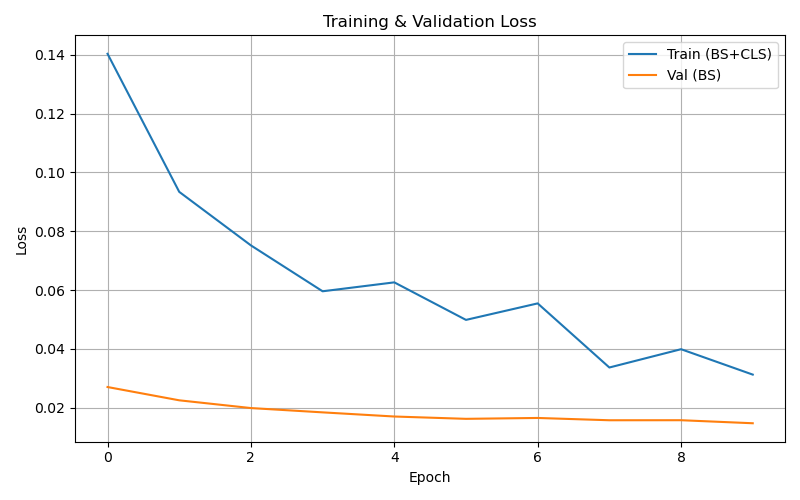 Training & Validation Loss
Train (BS+CLS)
Val (BS)
Loss
0.14
0.12
0.10
0.08
0.06
0.04
0.02
0 2 4 6 8
Epoch